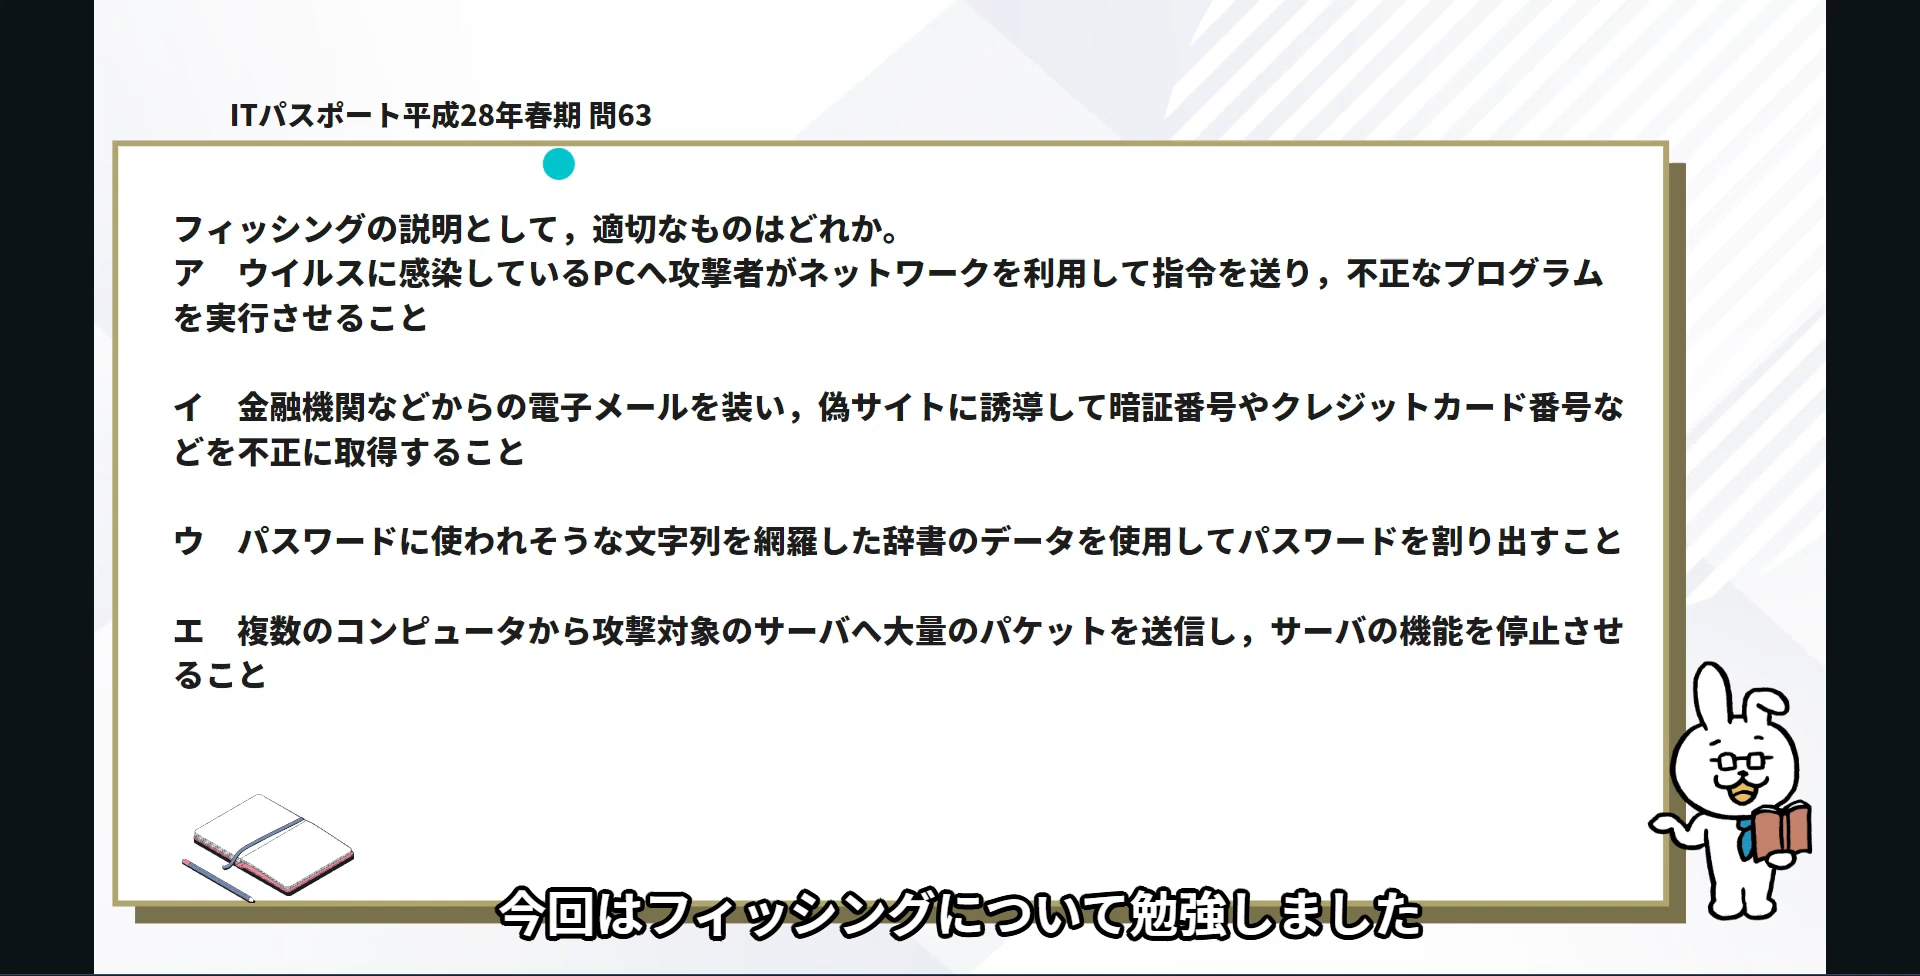 ITパスポート平成28年春期 問63
フィッシングの説明として，適切なものはどれか。
ア　ウイルスに感染しているPCへ攻撃者がネットワークを利用して指令を送り，不正なプログラム
を実行させること
イ　金融機関などからの電子メールを装い，偽サイトに誘導して暗証番号やクレジットカード番号な
どを不正に取得すること
ウ　パスワードに使われそうな文字列を網羅した辞書のデータを使用してパスワードを割り出すこと
エ　複数のコンピュータから攻撃対象のサーバへ大量のパケットを送信し，サーバの機能を停止させ
ること
今回はフィッシングについて勉強しました